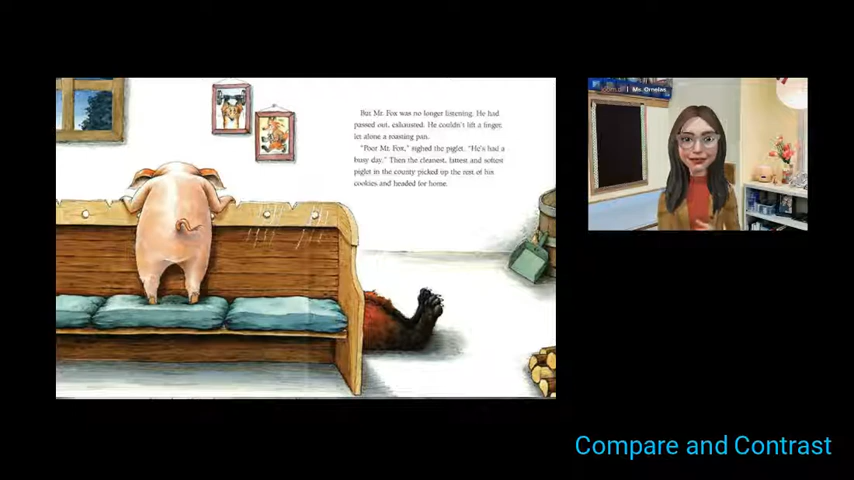 But Mr. Fox was no longer listening. He had
passed out, exhausted. He couldn't lift a finger,
let alone a roasting pan.
"Poor Mr. Fox," sighed the piglet. "He's had a
busy day." Then the cleanest, fattest and softest
piglet in the county picked up the rest of his
cookies and headed for home.
Ms. Ornelas
Compare and Contrast